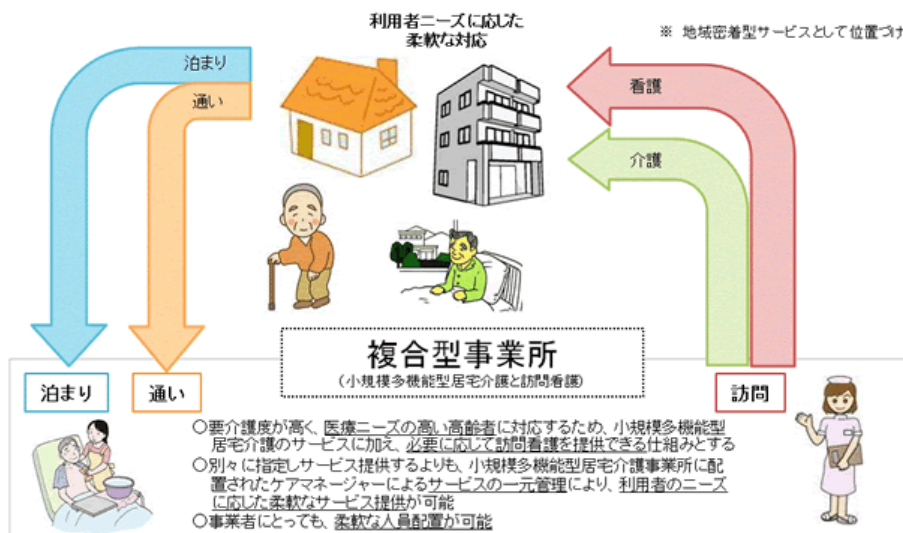 利用者ニーズに応じた
柔軟な対応
※ 地域密着型サービスとして位置づけ
泊まり
通い
看護
介護
複合型事業所
（小規模多機能型居宅介護と訪問看護）
泊まり
通い
訪問
○要介護度が高く、医療ニーズの高い高齢者に対応するため、小規模多機能型
居宅介護のサービスに加え、必要に応じて訪問看護を提供できる仕組みとする
○別々に指定しサービス提供するよりも、小規模多機能型居宅介護事業所に配
置されたケアマネージャーによるサービスの一元管理により、利用者のニーズ
に応じた柔軟なサービス提供が可能
○事業者にとっても、柔軟な人員配置が可能